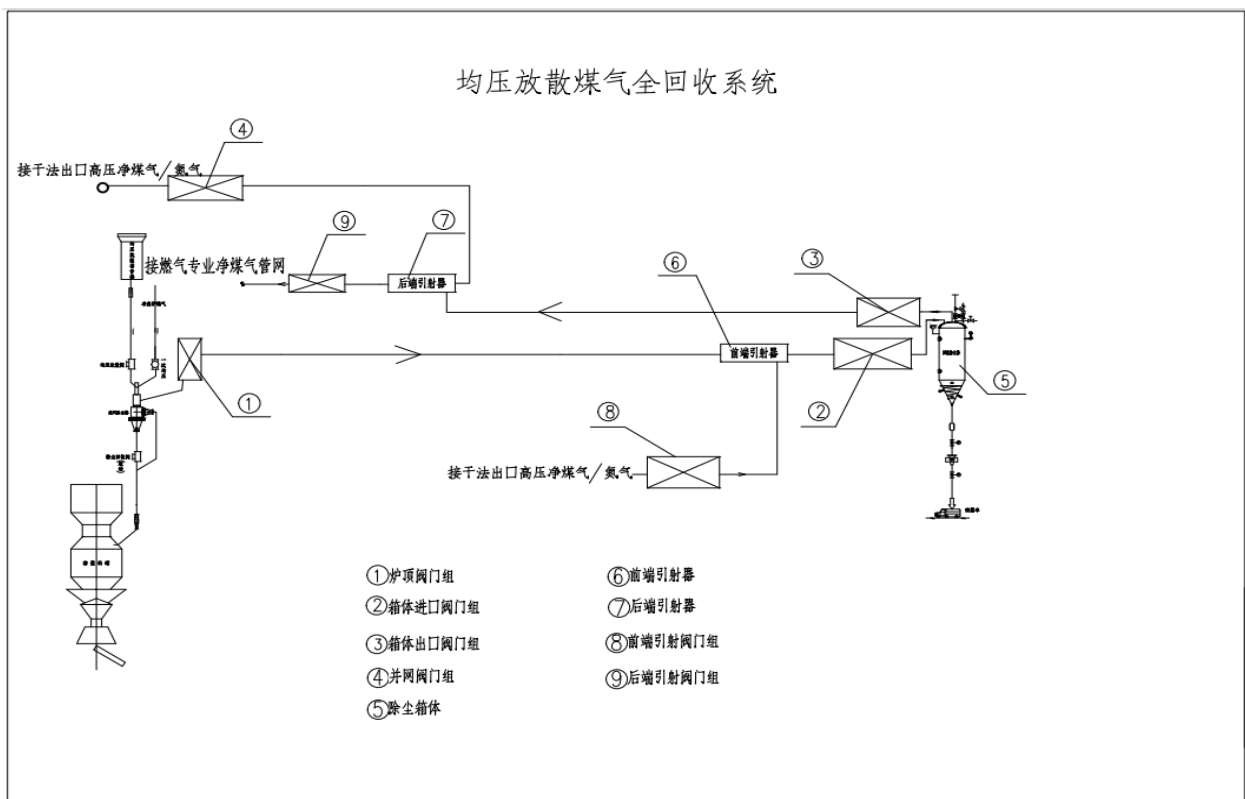 均压放散煤气全回收系统
④
接干法出口高压净煤气/氮气
⑨
⑦
接燃气专业净煤气管网
后端引射器
⑥
③
前端引射器
①
②
⑤
⑧
接干法出口高压净煤气/氮气
①炉顶阀门组
②箱体进口阀门组
③箱体出口阀门组
④并网阀门组
⑤除尘箱体
⑥前端引射器
⑦后端引射器
⑧前端引射阀门组
⑨后端引射阀门组